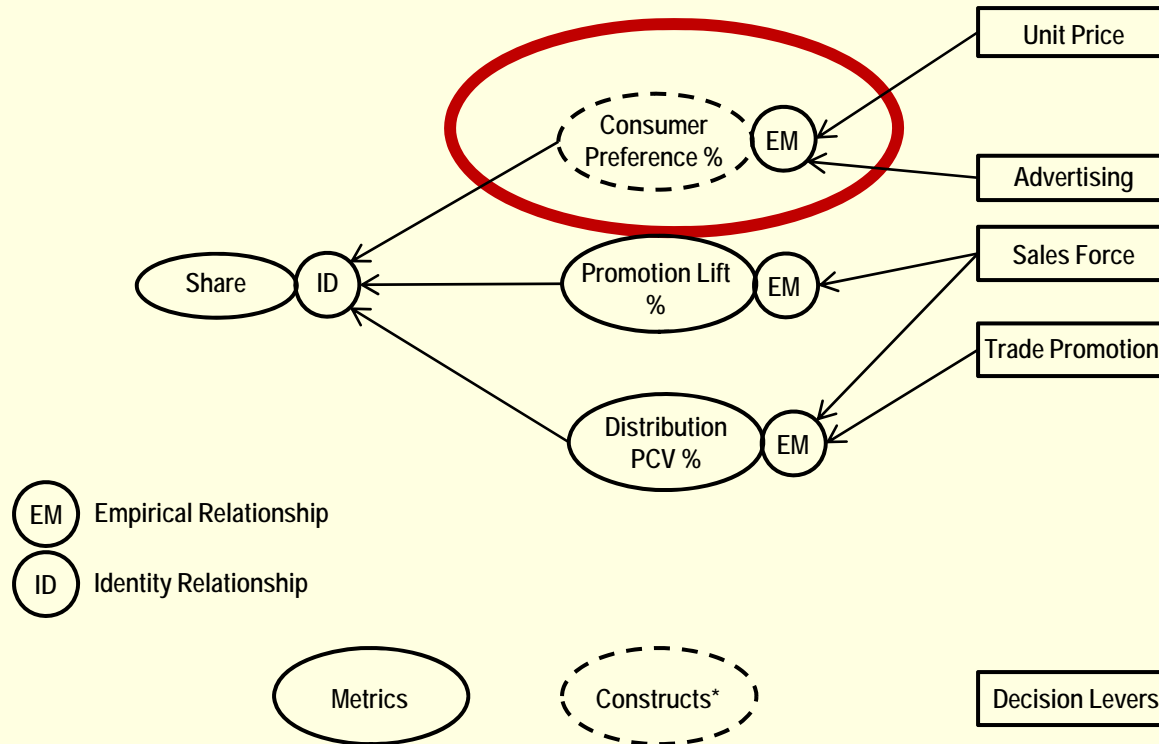 Unit Price
Consumer
Preference %
EM
Advertising
Share
ID
Promotion Lift
%
EM
Sales Force
Trade Promotion
Distribution
PCV %
EM
EM
Empirical Relationship
ID
Identity Relationship
Metrics
Constructs*
Decision Levers